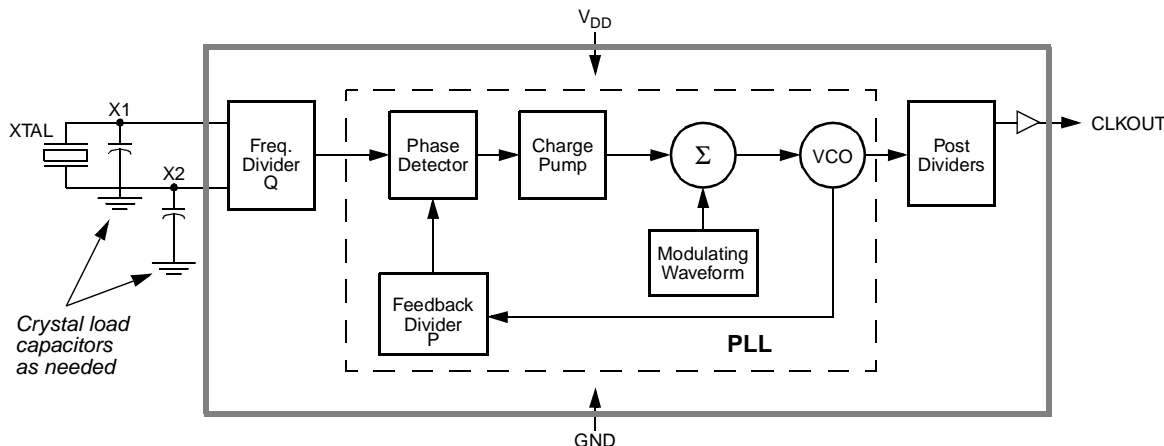 V_DD
X1
XTAL
X2
Freq.
Divider
Q
Phase
Detector
Charge
Pump
Σ
VCO
Post
Dividers
CLKOUT
Modulating
Waveform
Feedback
Divider
P
PLL
Crystal load
capacitors
as needed
GND